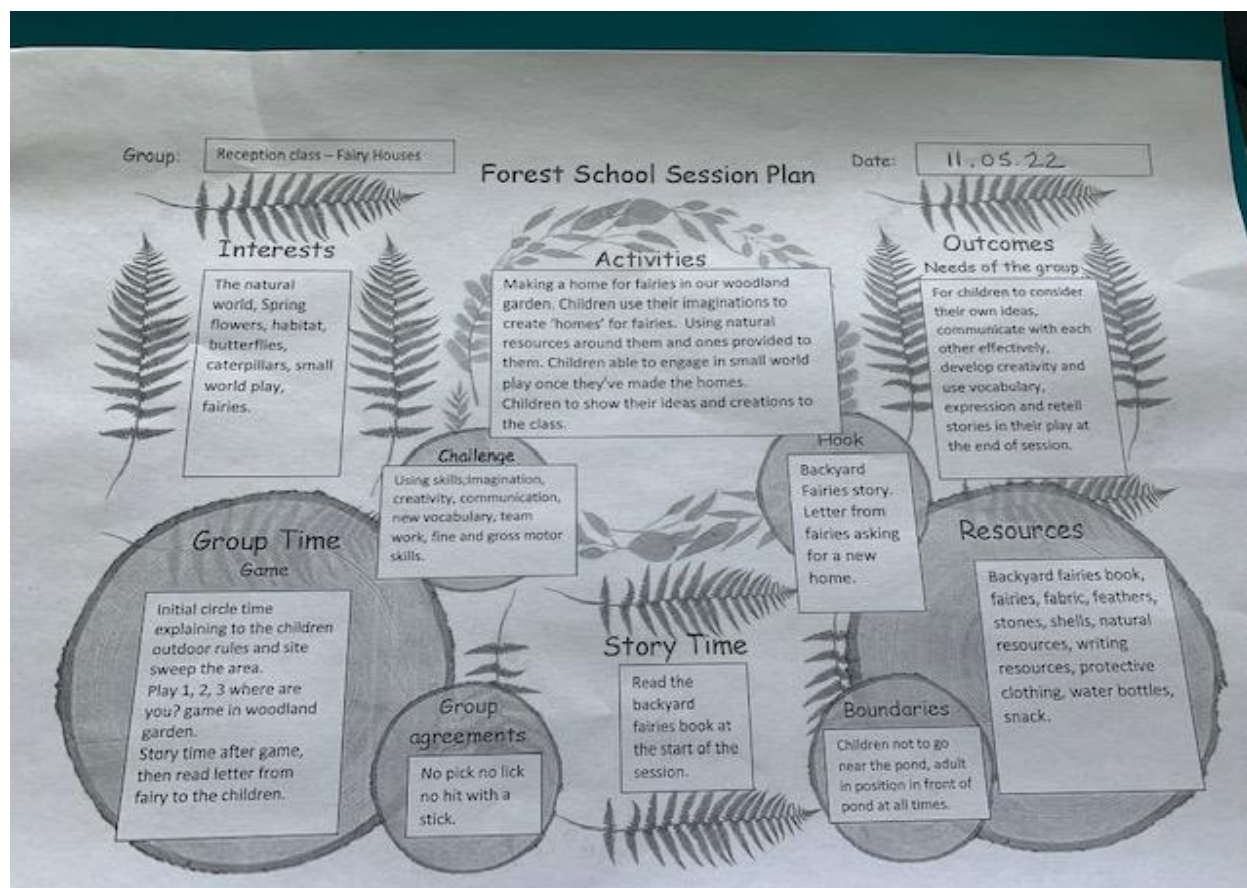 Group:
Reception class – Fairy Houses
Forest School Session Plan
Date:
11.05.22
Interests
The natural
world, Spring
flowers, habitat,
butterflies,
caterpillars, small
world play,
fairies.
Activities
Making a home for fairies in our woodland
garden. Children use their imaginations to
create 'homes' for fairies. Using natural
resources around them and ones provided to
them. Children able to engage in small world
play once they've made the homes.
Children to show their ideas and creations to
the class.
Outcomes
Needs of the group
For children to consider
their own ideas,
communicate with each
other effectively,
develop creativity and
use vocabulary,
expression and retell
stories in their play at
the end of session.
Challenge
Using skills,imagination,
creativity, communication,
new vocabulary, team
work, fine and gross motor
skills.
Hook
Backyard
Fairies story.
Letter from
fairies asking
for a new
home.
Group Time
Game
Initial circle time
explaining to the children
outdoor rules and site
sweep the area.
Play 1, 2, 3 where are
you? game in woodland
garden.
Story time after game,
then read letter from
fairy to the children.
Group
agreements
No pick no lick
no hit with a
stick.
Story Time
Read the
backyard
fairies book at
the start of the
session.
Boundaries
Children not to go
near the pond, adult
in position in front of
pond at all times.
Resources
Backyard fairies book,
fairies, fabric, feathers,
stones, shells, natural
resources, writing
resources, protective
clothing, water bottles,
snack.